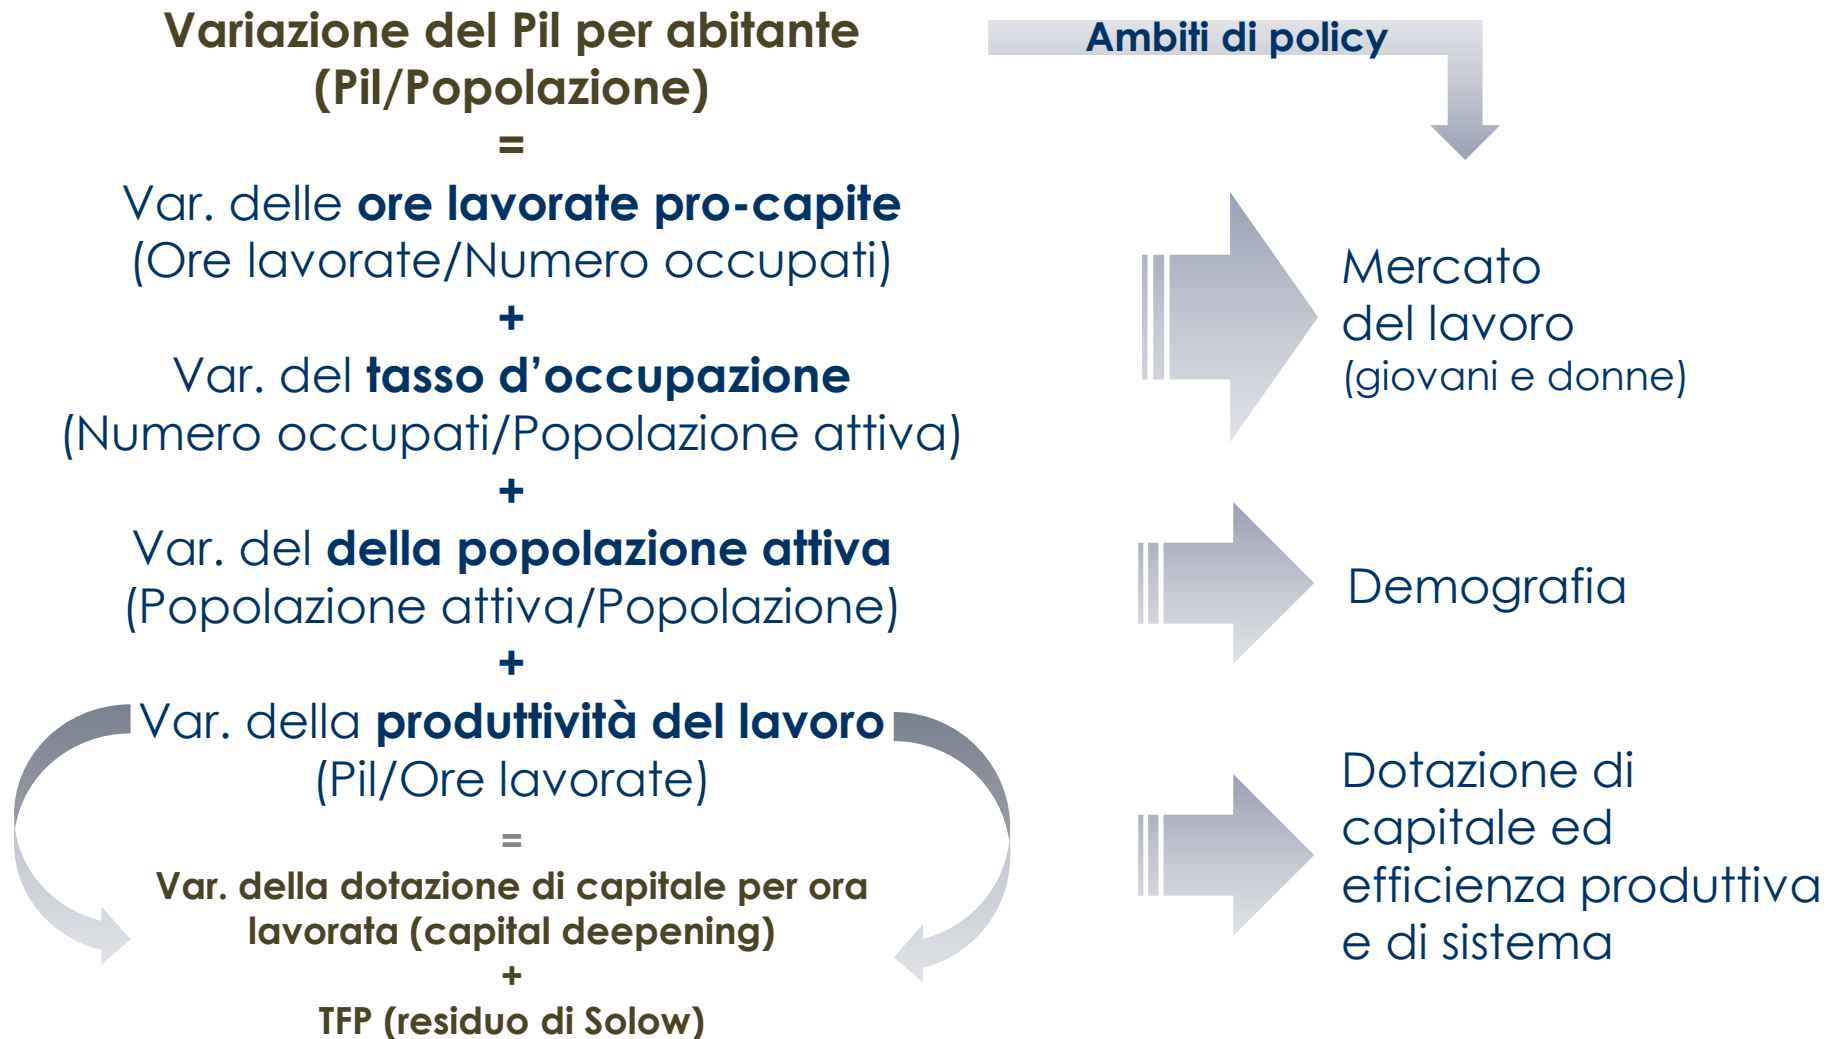 Variazione del Pil per abitante
(Pil/Popolazione)
=
Var. delle ore lavorate pro-capite
(Ore lavorate/Numero occupati)
+
Var. del tasso d’occupazione
(Numero occupati/Popolazione attiva)
+
Var. del della popolazione attiva
(Popolazione attiva/Popolazione)
+
Var. della produttività del lavoro
(Pil/Ore lavorate)
=
Var. della dotazione di capitale per ora
lavorata (capital deepening)
+
TFP (residuo di Solow)
Ambiti di policy
Mercato
del lavoro
(giovani e donne)
Demografia
Dotazione di
capitale ed
efficienza produttiva
e di sistema